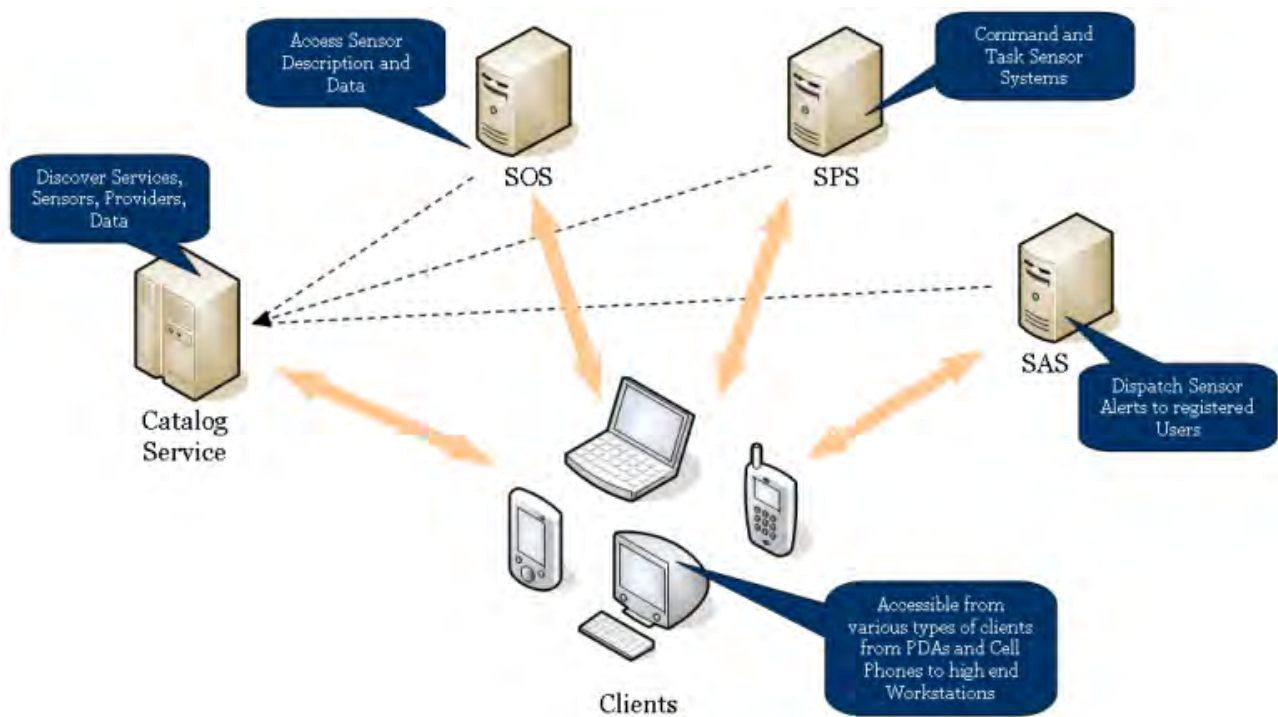 Access Sensor
Description and
Data
Command and
Task Sensor
Systems
SOS
SPS
Discover Services,
Sensors, Providers,
Data
SAS
Dispatch Sensor
Alerts to registered
Users
Catalog
Service
Accessible from
various types of clients
from PDAs and Cell
Phones to high end
Workstations
Clients